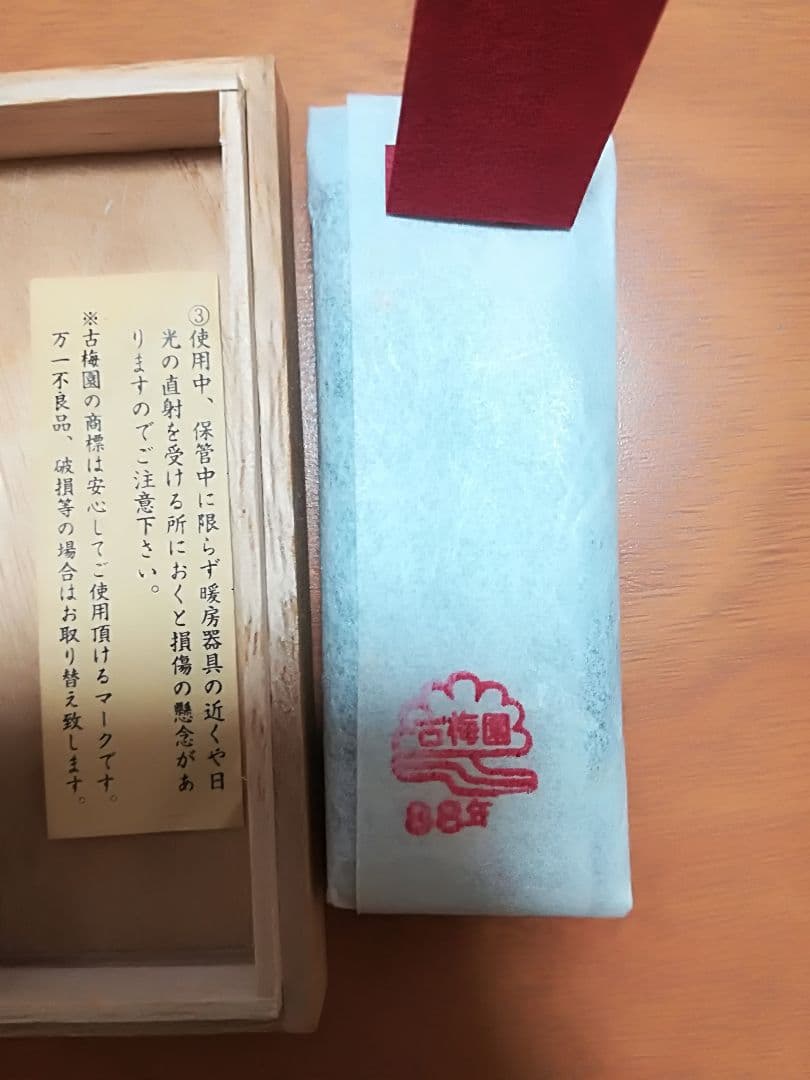 ③使用中、保管中に限らず暖房器具の近くや日
光の直射を受ける所におくと損傷の懸念があ
りますのでご注意下さい。
※古梅園の商標は安心してご使用頂けるマークです。
万一不良品、破損等の場合はお取り替え致します。
古梅園
88年